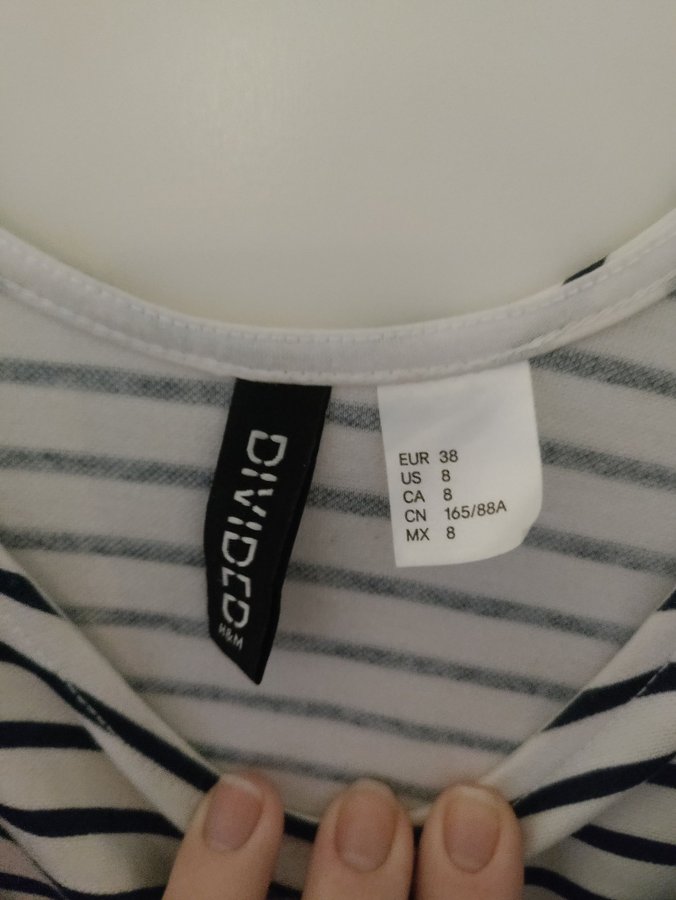 DIVIDED
H&M
EUR 38
US 8
CA 8
CN 165/88A
MX 8